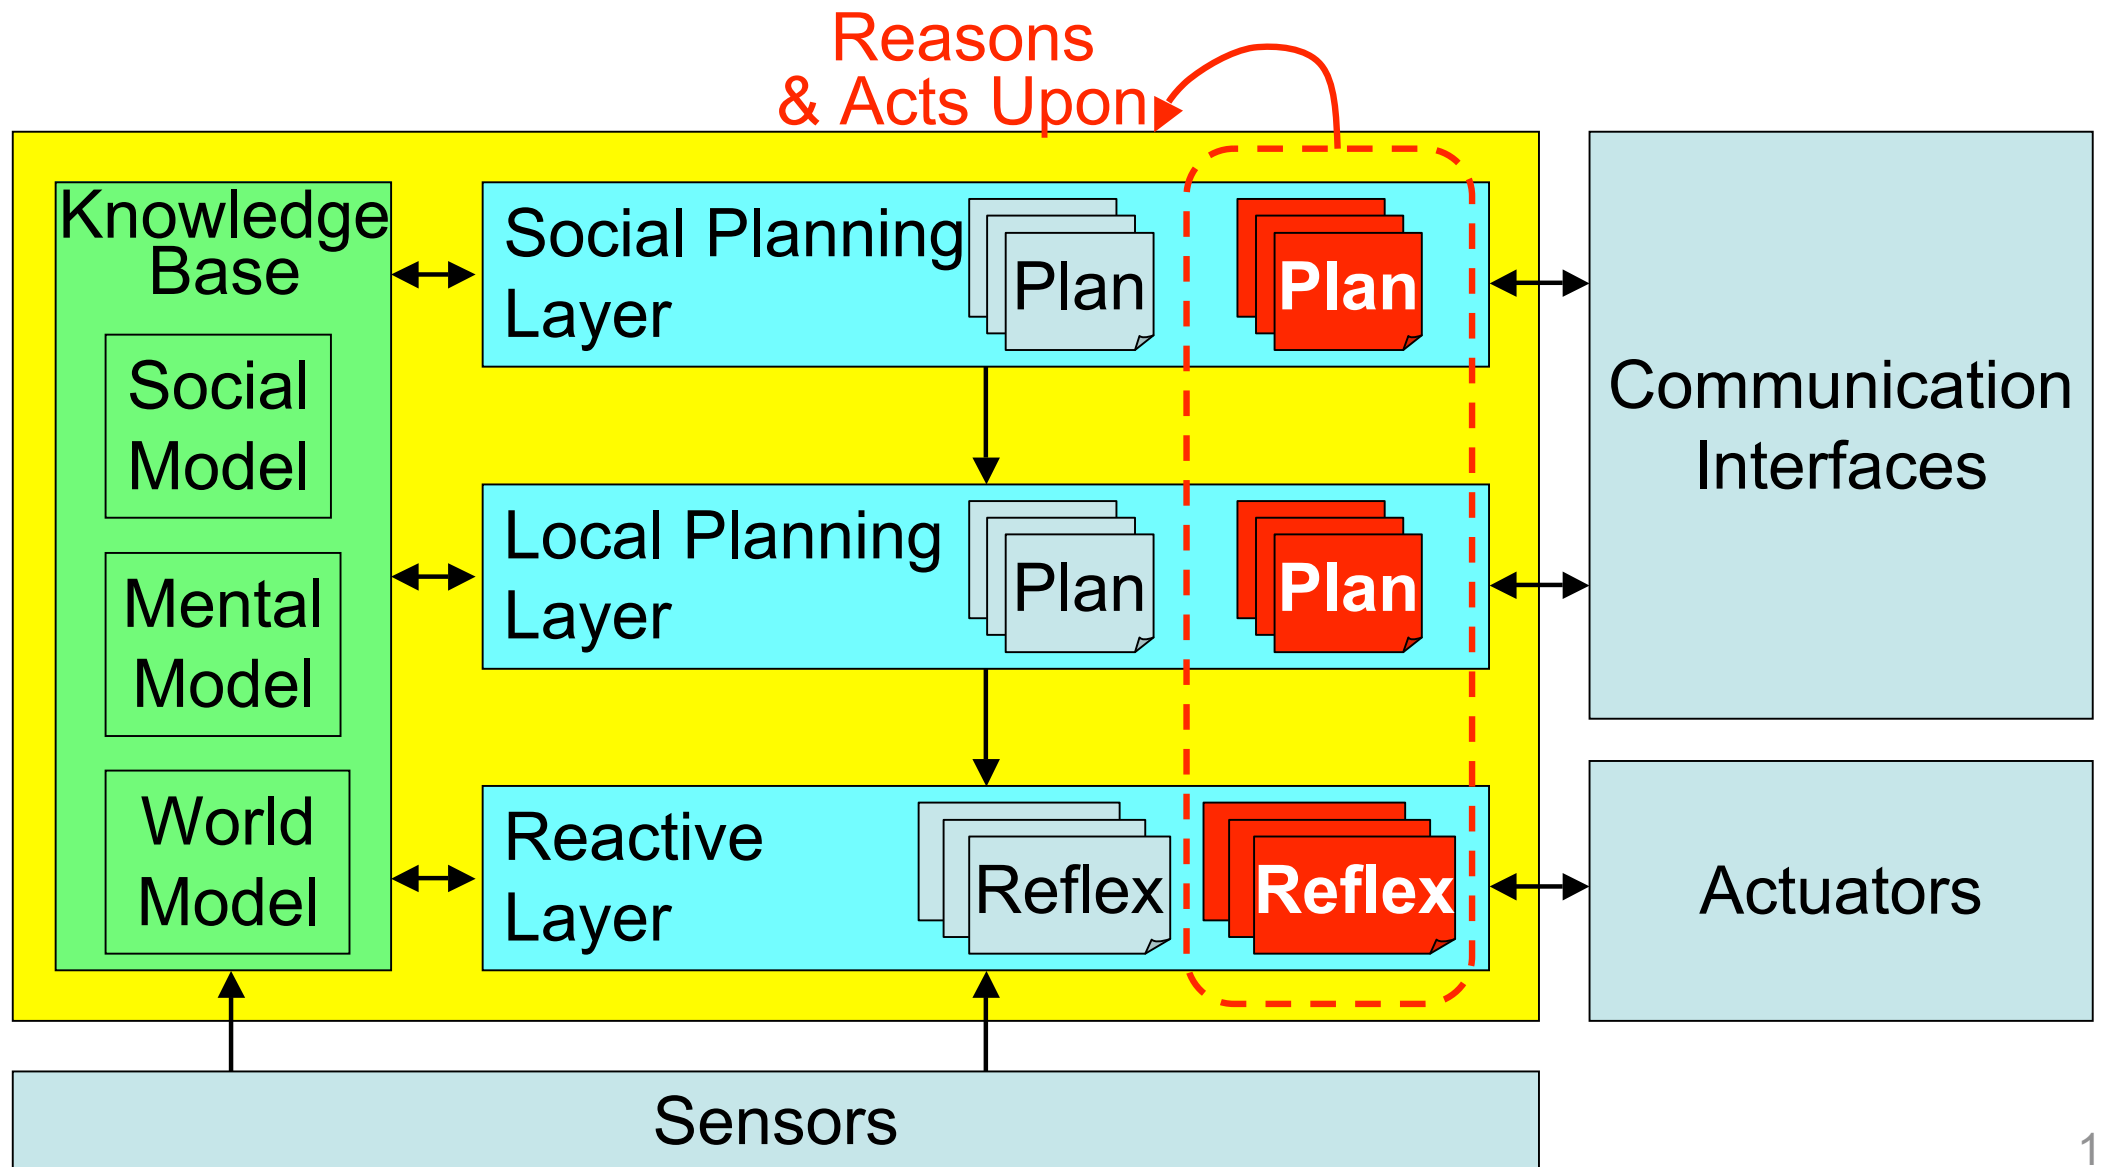 Reasons
& Acts Upon
Knowledge
Base
Social
Model
Mental
Model
World
Model
Social Planning
Layer
Plan
Plan
Local Planning
Layer
Plan
Plan
Reactive
Layer
Reflex
Reflex
Communication
Interfaces
Actuators
Sensors
1